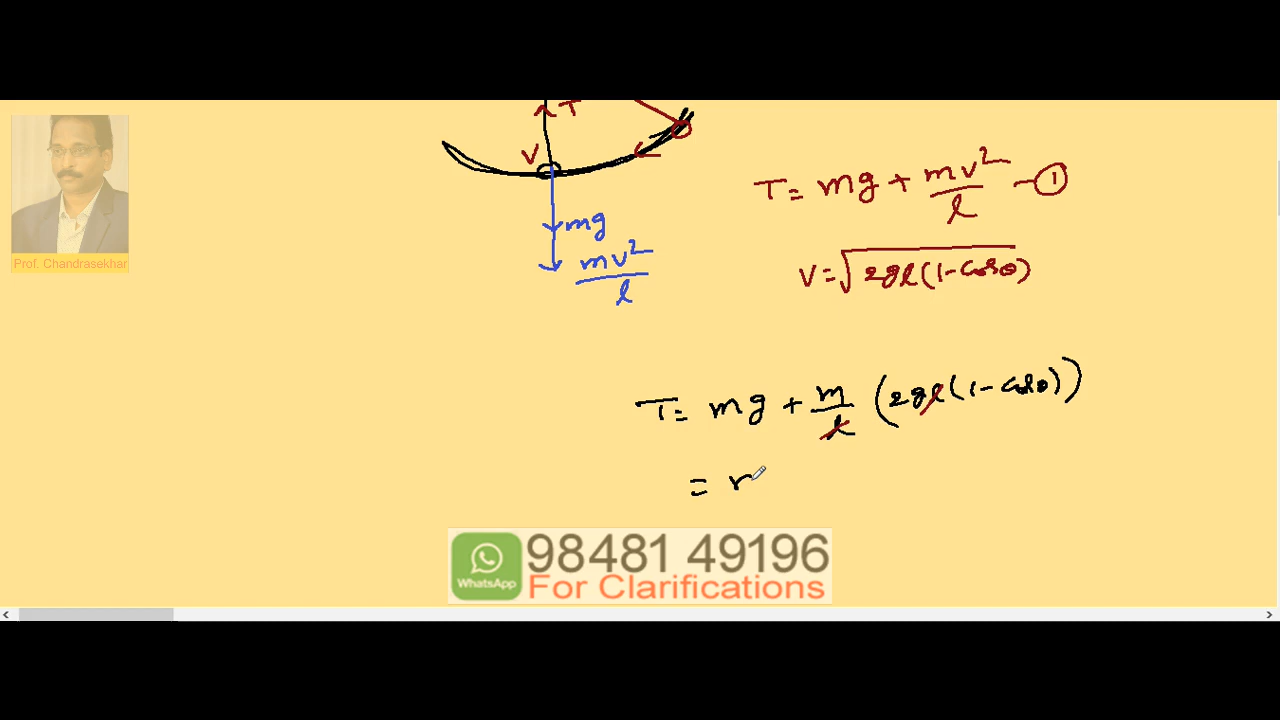 T
V
mg
mv²/l
T = mg + mv²/l - ①
V = √2gl(1-cosθ)
T = mg + m/l (2gl(1-cosθ))
= m
Prof. Chandrasekhar
WhatsApp
98481 49196
For Clarifications